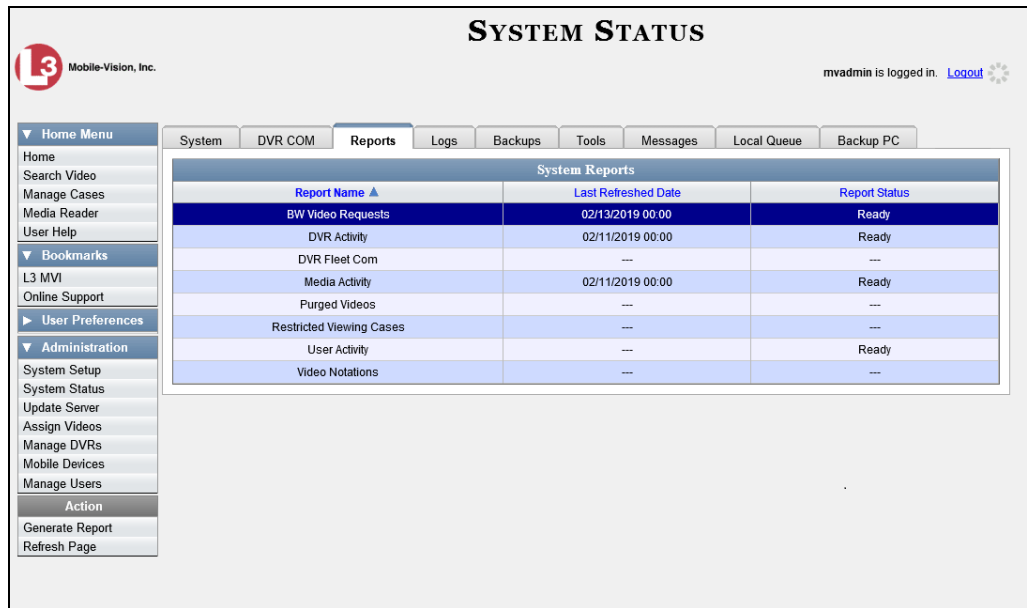 SYSTEM STATUS
L3 Mobile-Vision, Inc.
mvadmin is logged in. Logout
▼ Home Menu
Home
Search Video
Manage Cases
Media Reader
User Help
▼ Bookmarks
L3 MVI
Online Support
▶ User Preferences
▼ Administration
System Setup
System Status
Update Server
Assign Videos
Manage DVRs
Mobile Devices
Manage Users
Action
Generate Report
Refresh Page
System DVR COM Reports Logs Backups Tools Messages Local Queue Backup PC
System Reports
Report Name ▲ Last Refreshed Date Report Status
BW Video Requests 02/13/2019 00:00 Ready
DVR Activity 02/11/2019 00:00 Ready
DVR Fleet Com --- ---
Media Activity 02/11/2019 00:00 Ready
Purged Videos --- ---
Restricted Viewing Cases --- ---
User Activity --- Ready
Video Notations --- ---